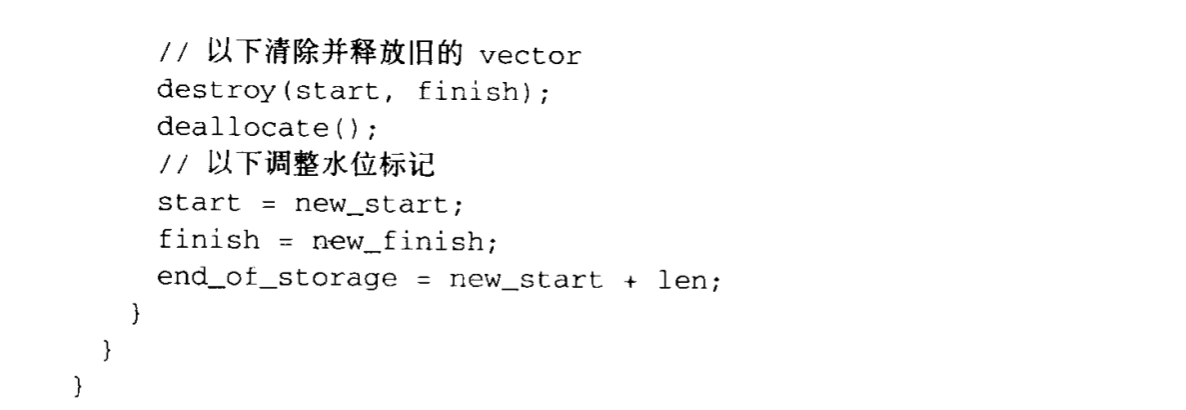 // 以下清除并释放旧的 vector
destroy(start, finish);
deallocate();
// 以下调整水位标记
start = new_start;
finish = new_finish;
end_of_storage = new_start + len;
}
}
}